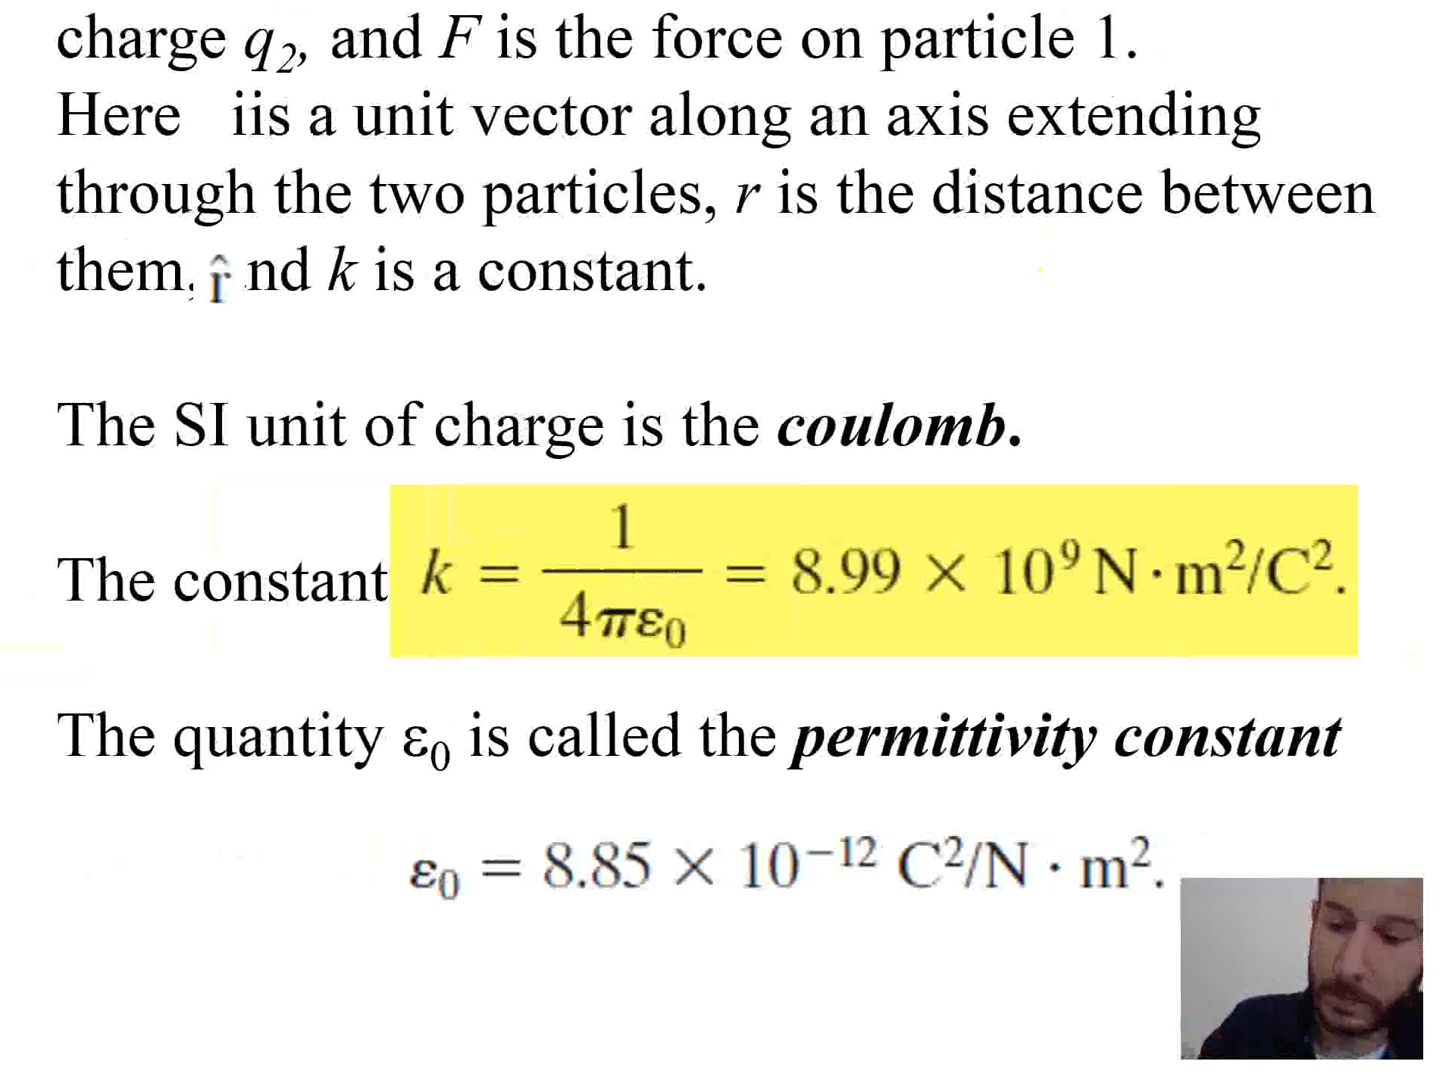 charge q₂, and F is the force on particle 1.
Here iis a unit vector along an axis extending
through the two particles, r is the distance between
them, r̂ nd k is a constant.
The SI unit of charge is the coulomb.
The constant k = 1/4πε₀ = 8.99 × 10⁹ N·m²/C².
The quantity ε₀ is called the permittivity constant
ε₀ = 8.85 × 10⁻¹² C²/N · m².